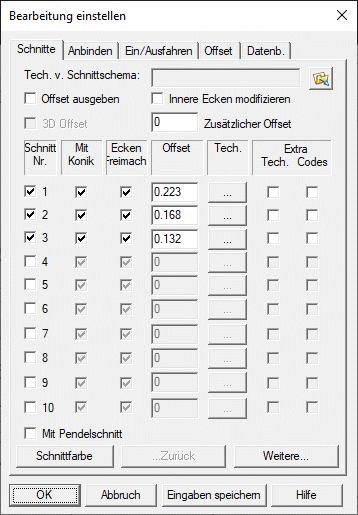 Bearbeitung einstellen
Schnitte Anbinden Ein/Ausfahren Offset Datenb.
Tech. v. Schnittschema:
Offset ausgeben Innere Ecken modifizieren
3D Offset 0 Zusätzlicher Offset
Schnitt Mit Ecken Offset Tech. Extra
Nr. Konik Freimach Tech. Codes
1 0.223 ...
2 0.168 ...
3 0.132 ...
4 0 ...
5 0 ...
6 0 ...
7 0 ...
8 0 ...
9 0 ...
10 0 ...
Mit Pendelschnitt
Schnittfarbe ...Zurück Weitere...
OK Abbruch Eingaben speichern Hilfe